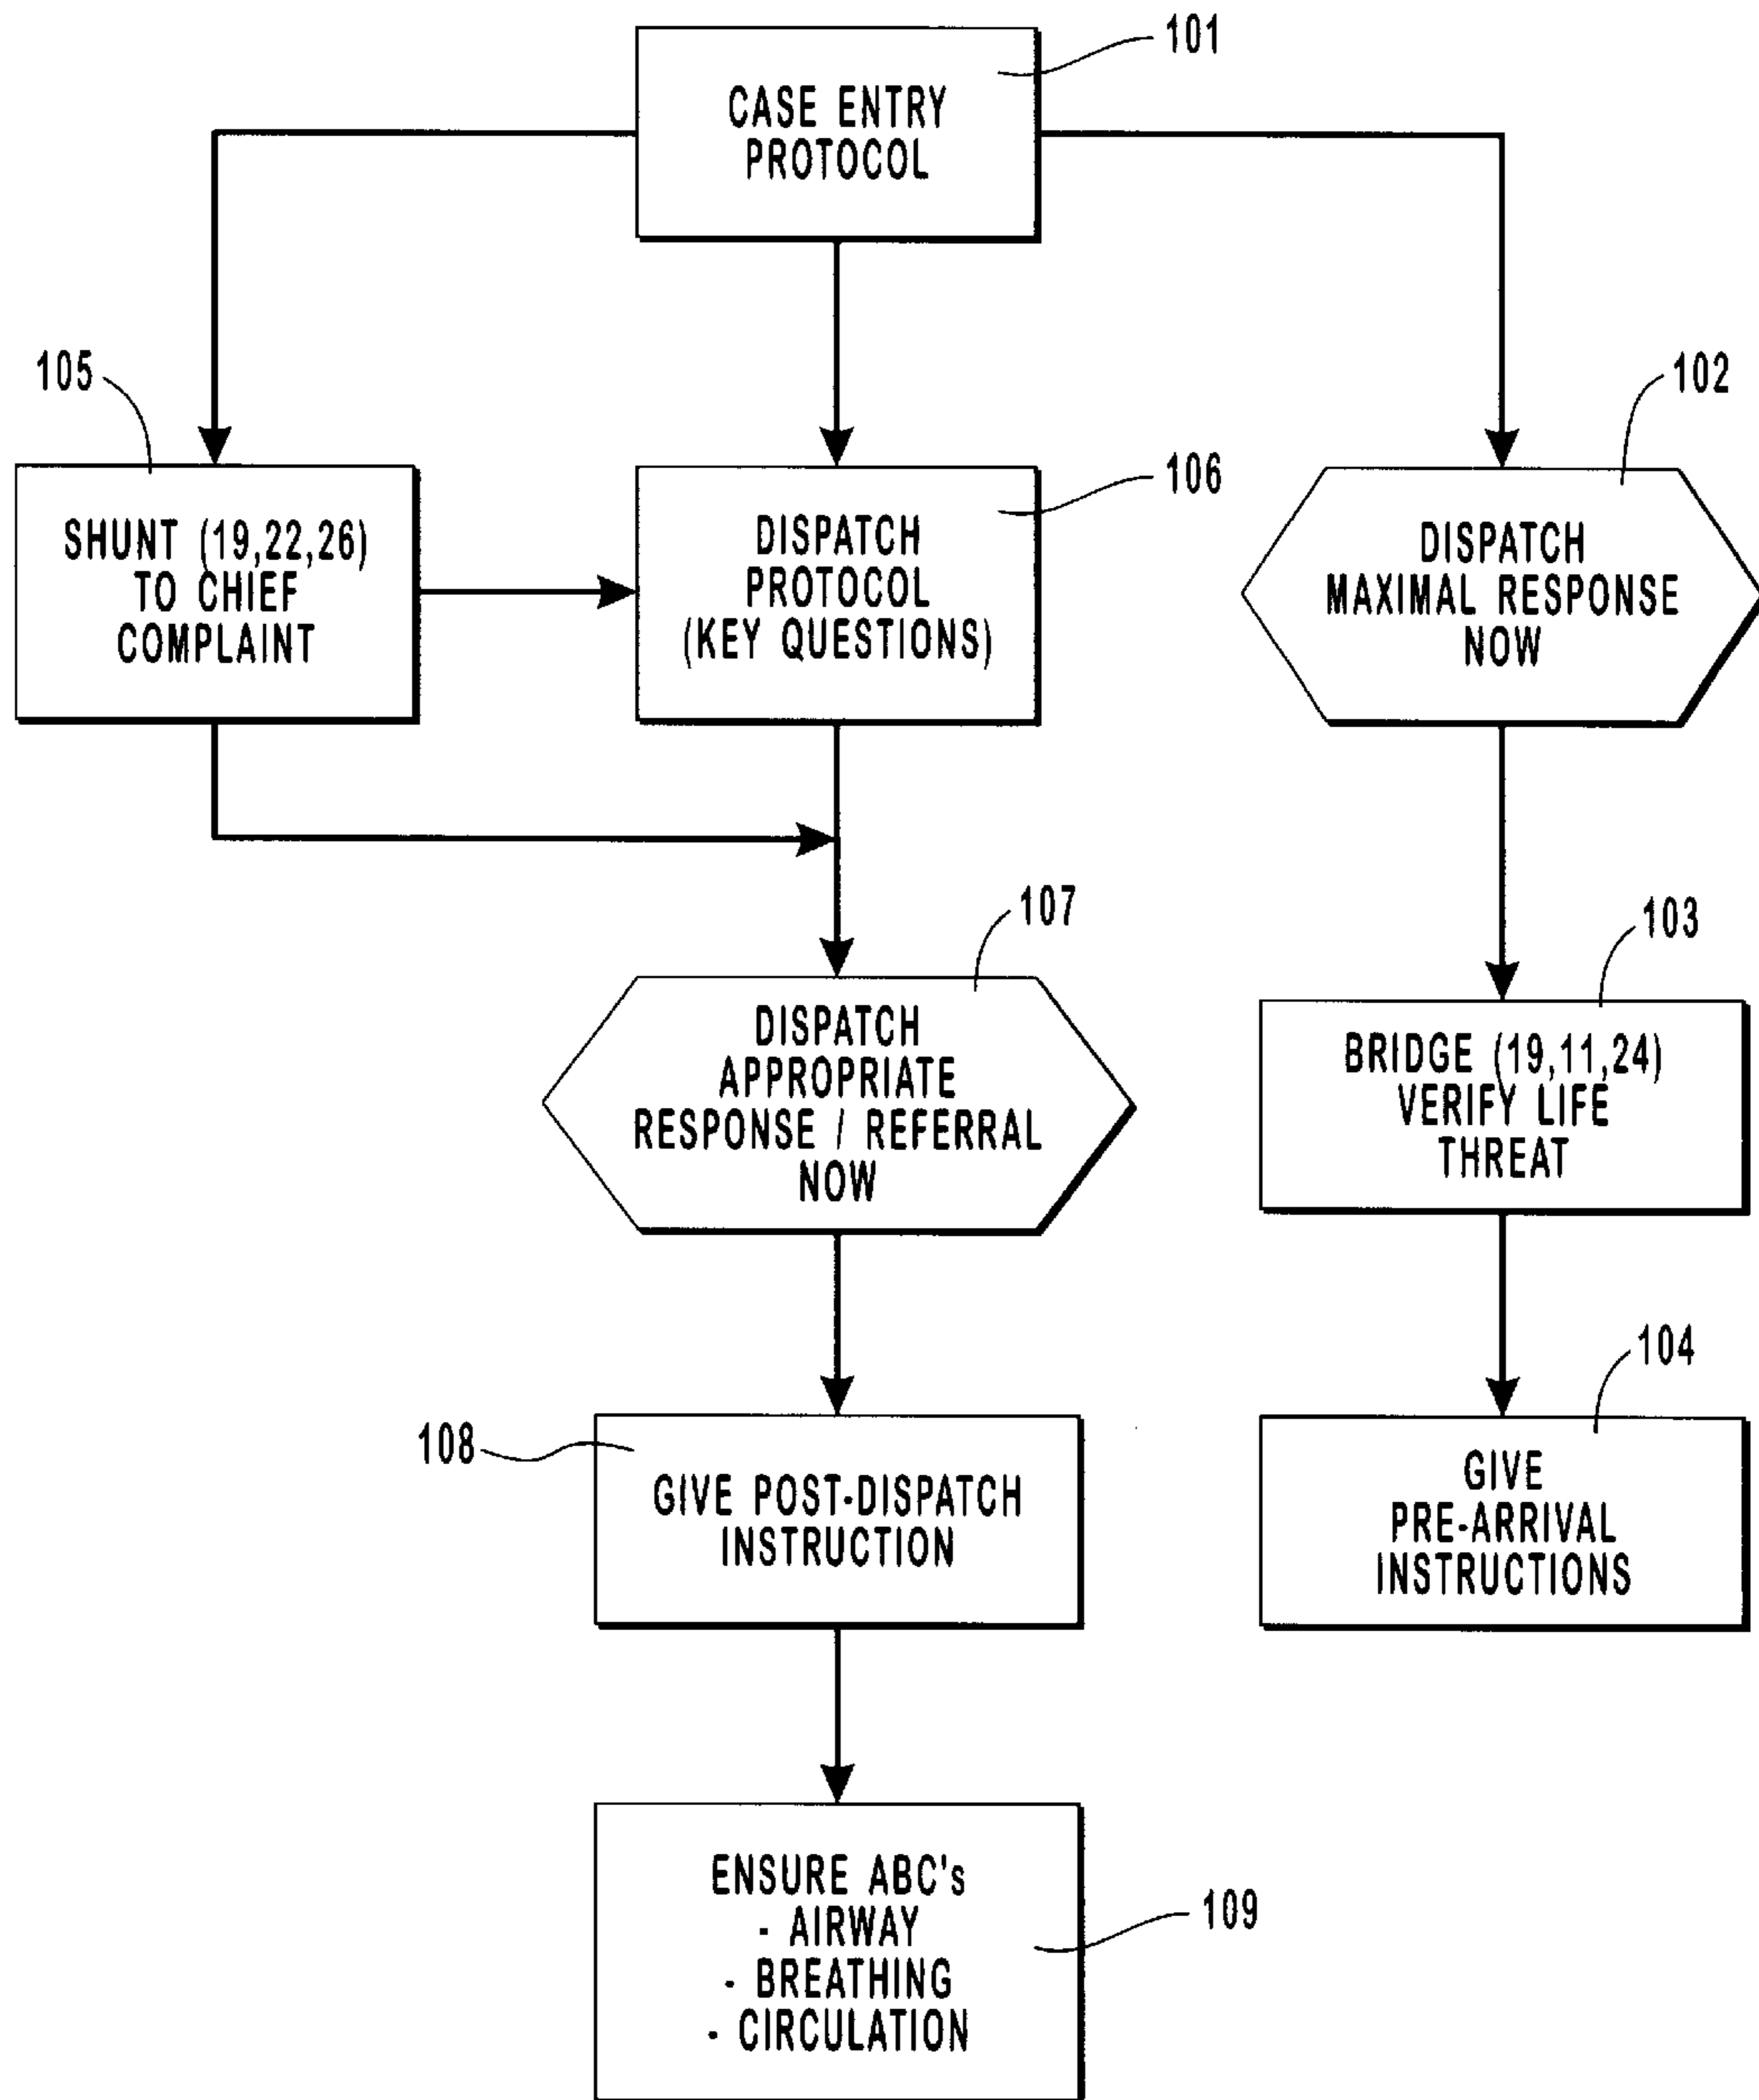 101
CASE ENTRY
PROTOCOL
105
SHUNT (19,22,26)
TO CHIEF
COMPLAINT
106
DISPATCH
PROTOCOL
(KEY QUESTIONS)
102
DISPATCH
MAXIMAL RESPONSE
NOW
107
DISPATCH
APPROPRIATE
RESPONSE / REFERRAL
NOW
103
BRIDGE (19,11,24)
VERIFY LIFE
THREAT
108
GIVE POST-DISPATCH
INSTRUCTION
104
GIVE
PRE-ARRIVAL
INSTRUCTIONS
109
ENSURE ABC's
- AIRWAY
- BREATHING
- CIRCULATION